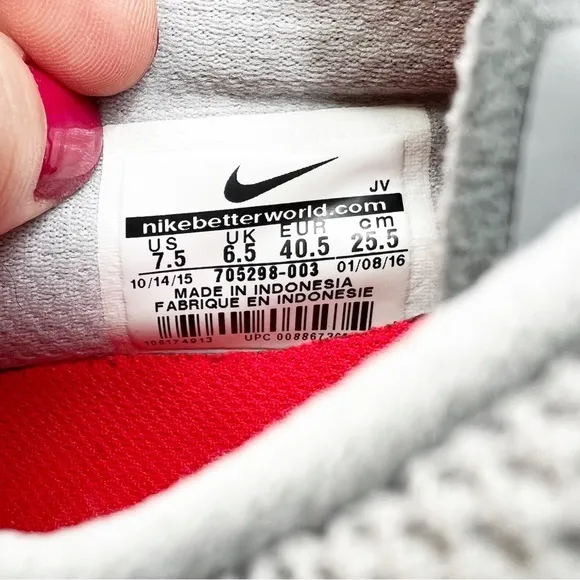 JV
nikebetterworld.com
US UK EUR cm
7.5 6.5 40.5 25.5
10/14/15 705298-003 01/08/16
MADE IN INDONESIA
FABRIQUE EN INDONESIE
UPC